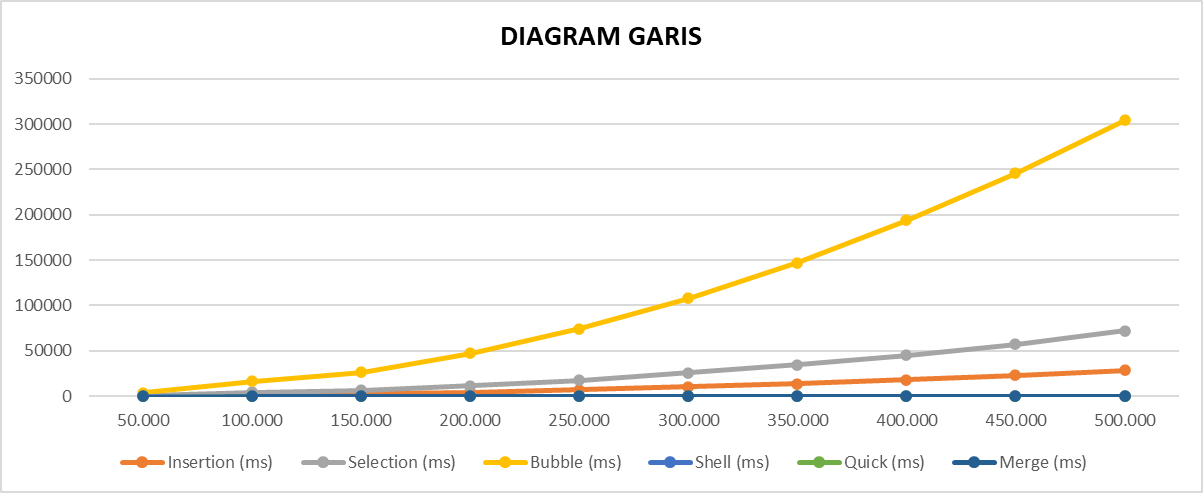 DIAGRAM GARIS
350000
300000
250000
200000
150000
100000
50000
0
50.000 100.000 150.000 200.000 250.000 300.000 350.000 400.000 450.000 500.000
Insertion (ms) Selection (ms) Bubble (ms) Shell (ms) Quick (ms) Merge (ms)